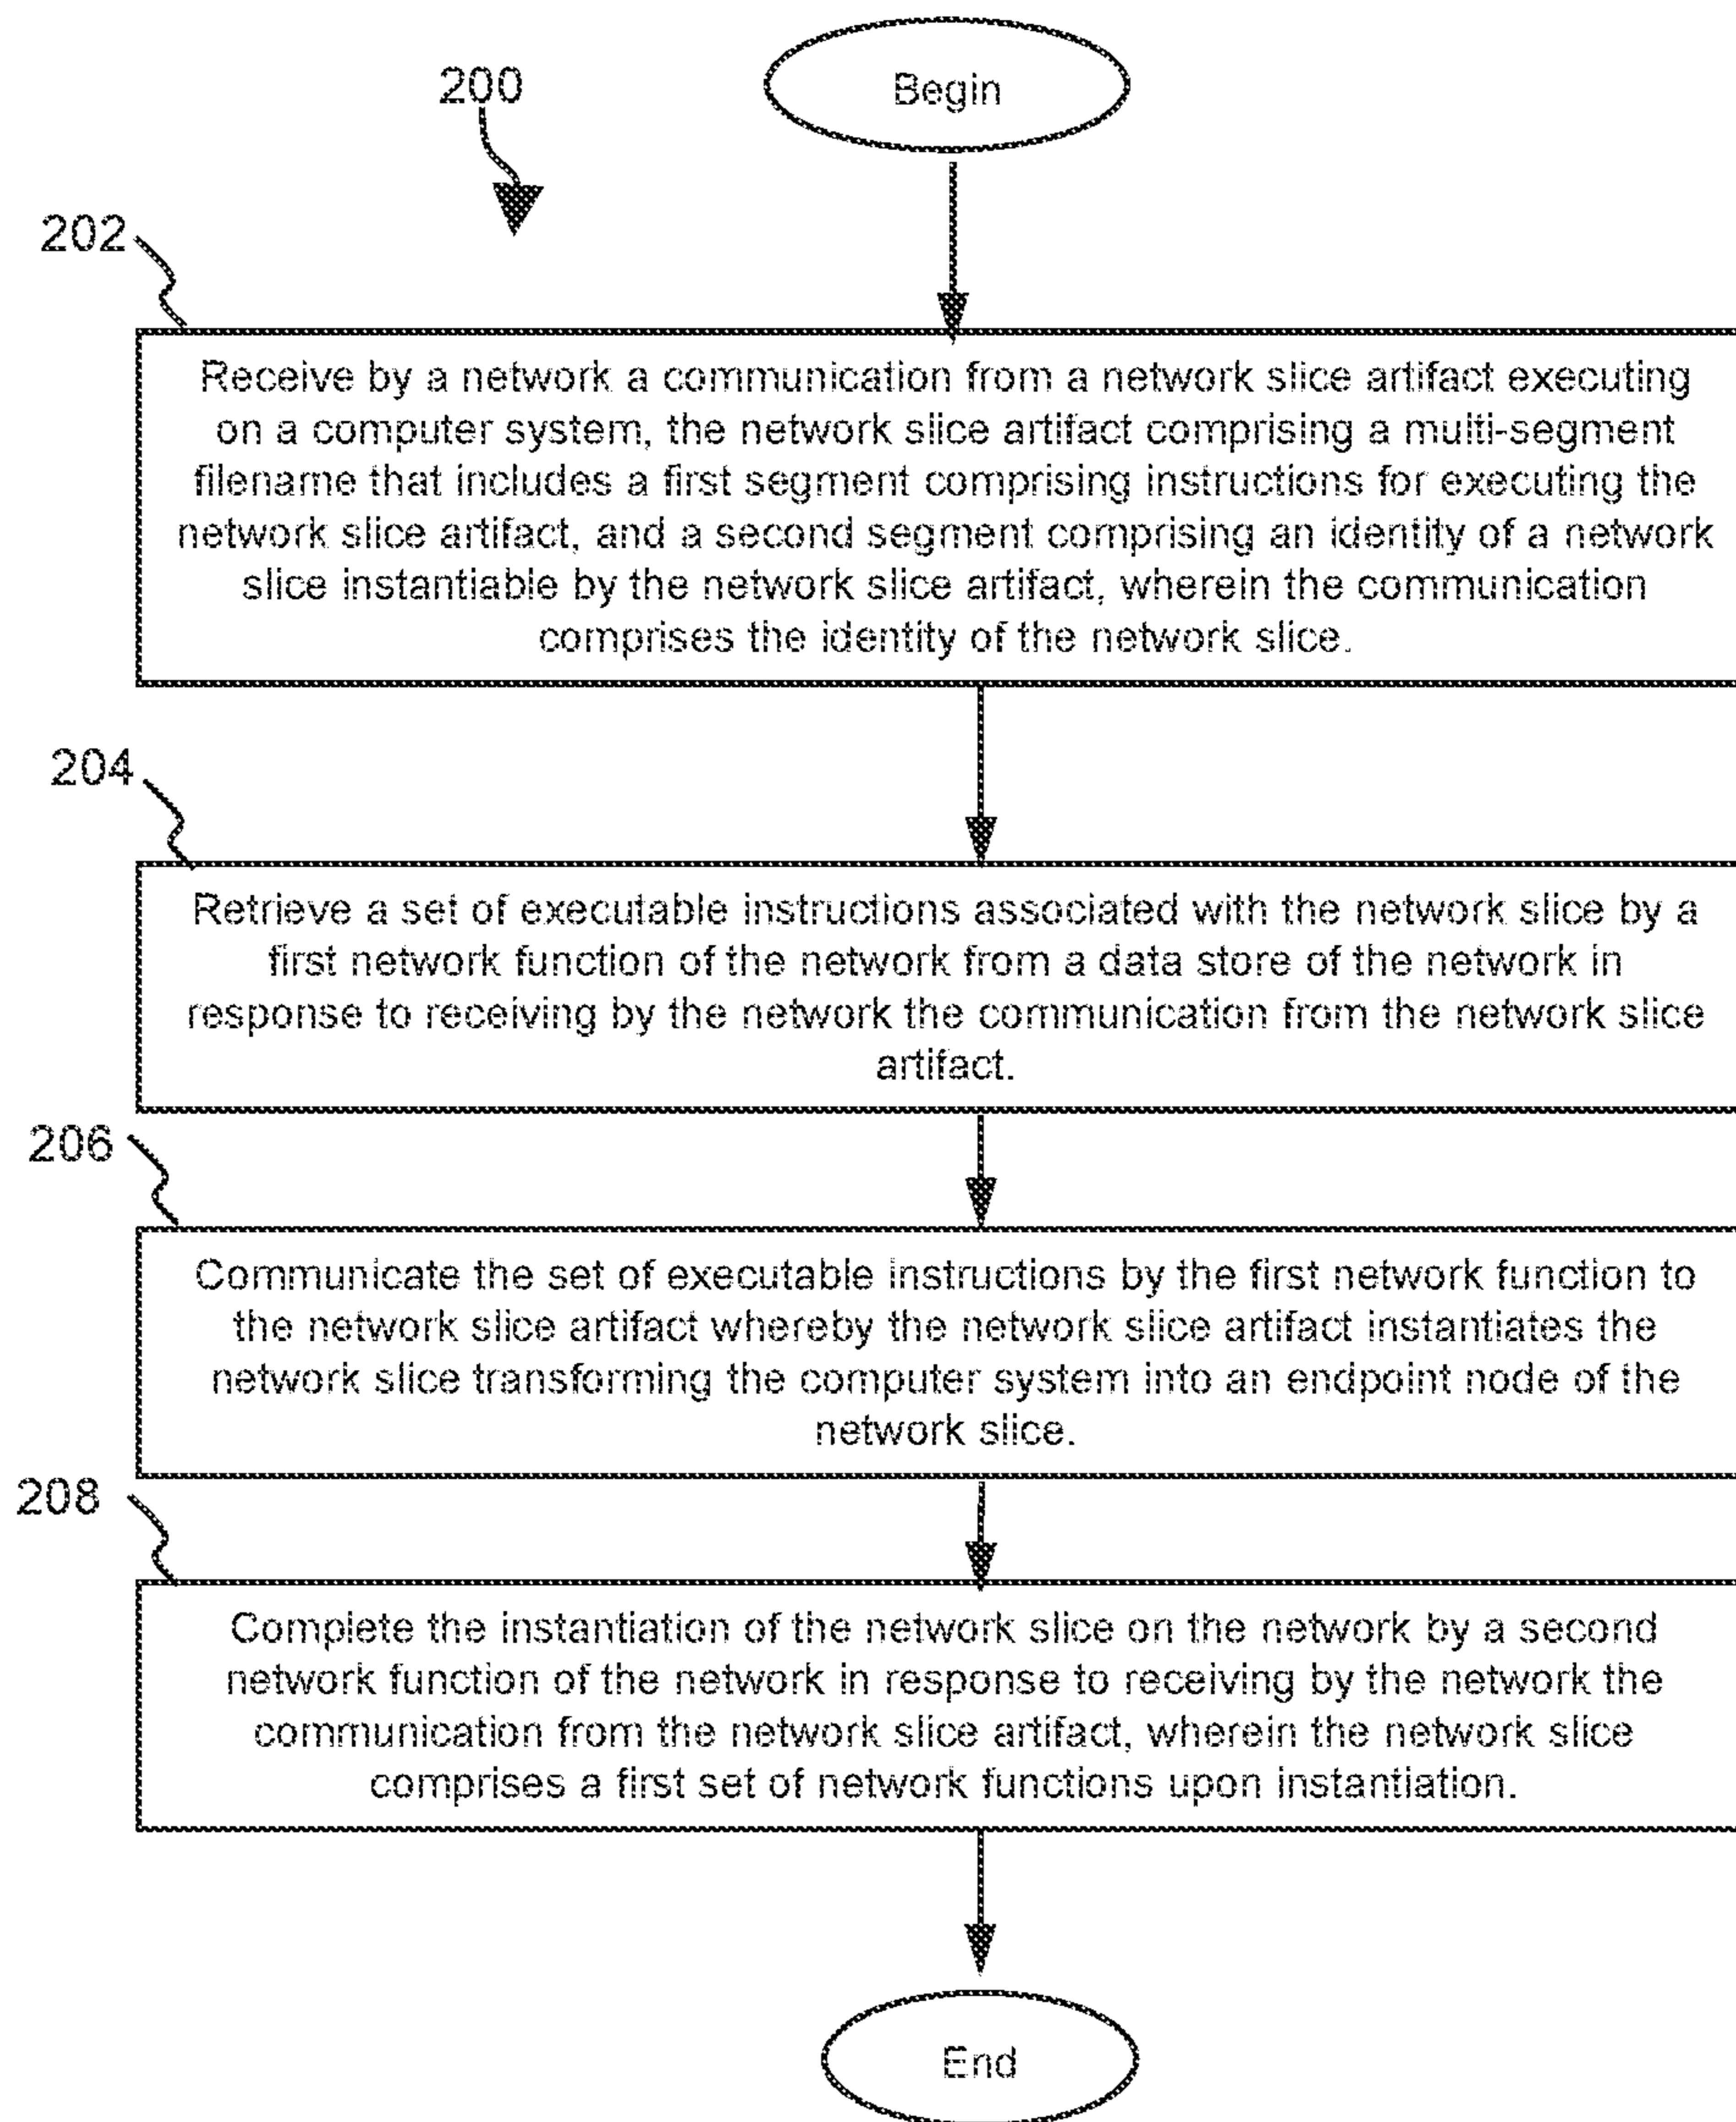 Begin
200
202
Receive by a network a communication from a network slice artifact executing
on a computer system, the network slice artifact comprising a multi-segment
filename that includes a first segment comprising instructions for executing the
network slice artifact, and a second segment comprising an identity of a network
slice instantiable by the network slice artifact, wherein the communication
comprises the identity of the network slice.
204
Retrieve a set of executable instructions associated with the network slice by a
first network function of the network from a data store of the network in
response to receiving by the network the communication from the network slice
artifact.
206
Communicate the set of executable instructions by the first network function to
the network slice artifact whereby the network slice artifact instantiates the
network slice transforming the computer system into an endpoint node of the
network slice.
208
Complete the instantiation of the network slice on the network by a second
network function of the network in response to receiving by the network the
communication from the network slice artifact, wherein the network slice
comprises a first set of network functions upon instantiation.
End